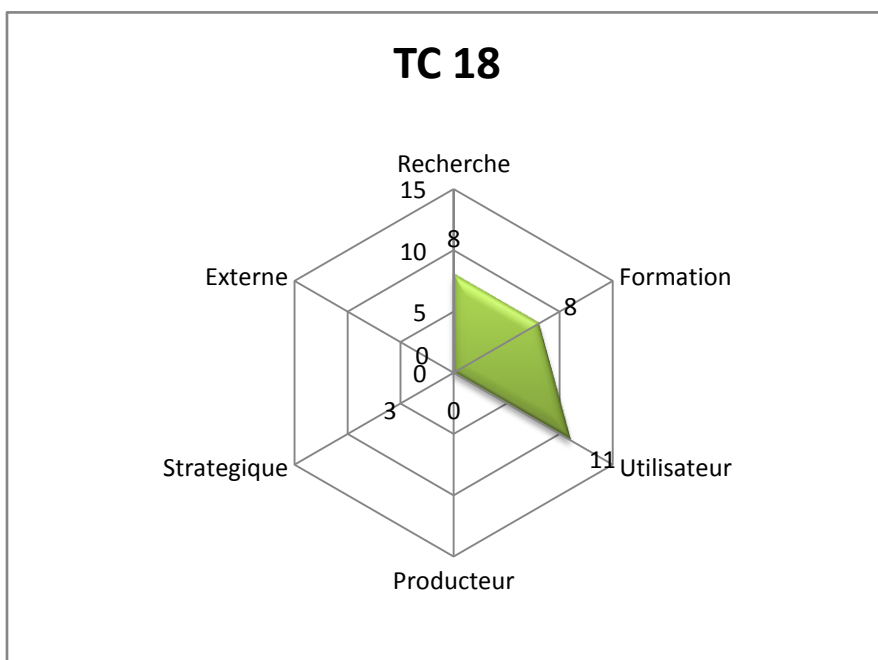 TC 18
Recherche
15
8
10
Externe
Formation
8
5
0
0
3
0
11
Strategique
Utilisateur
Producteur